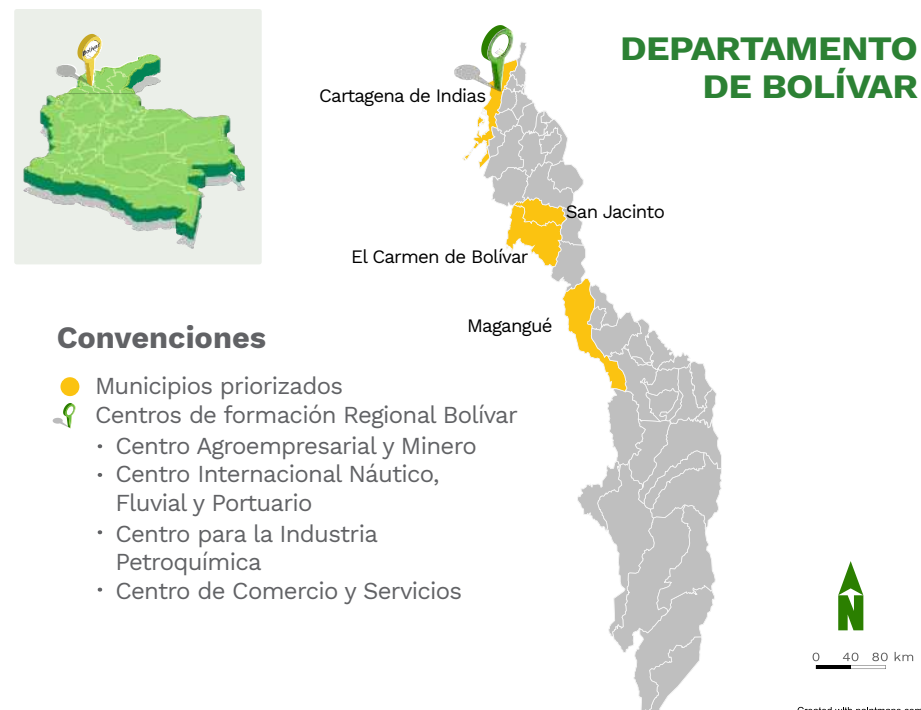 DEPARTAMENTO
DE BOLÍVAR
Bolívar
Cartagena de Indias
San Jacinto
El Carmen de Bolívar
Magangué
Convenciones
Municipios priorizados
Centros de formación Regional Bolívar
· Centro Agroempresarial y Minero
· Centro Internacional Náutico,
Fluvial y Portuario
· Centro para la Industria
Petroquímica
· Centro de Comercio y Servicios
N
0 40 80 km